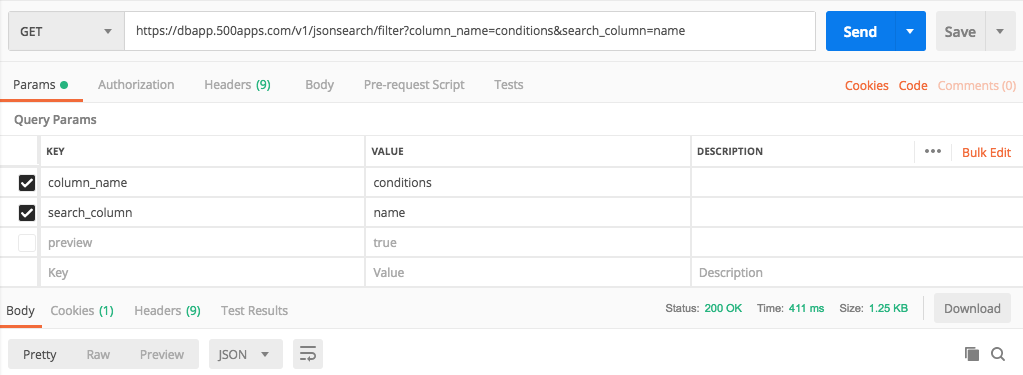 GET https://dbapp.500apps.com/v1/jsonsearch/filter?column_name=conditions&search_column=name Send Save
Params Authorization Headers (9) Body Pre-request Script Tests Cookies Code Comments (0)
Query Params
KEY VALUE DESCRIPTION ••• Bulk Edit
column_name conditions
search_column name
preview true
Key Value Description
Body Cookies (1) Headers (9) Test Results Status: 200 OK Time: 411 ms Size: 1.25 KB Download
Pretty Raw Preview JSON